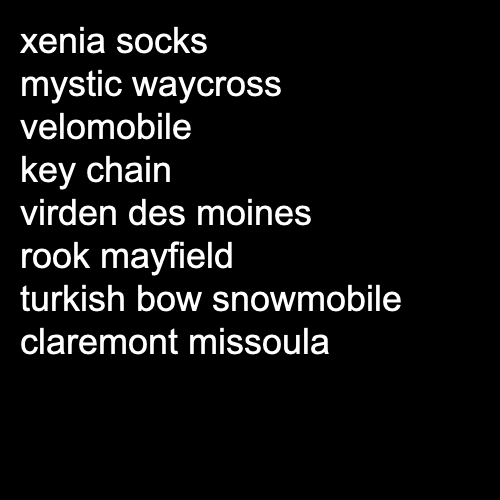 xenia socks
mystic waycross
velomobile
key chain
virden des moines
rook mayfield
turkish bow snowmobile
claremont missoula